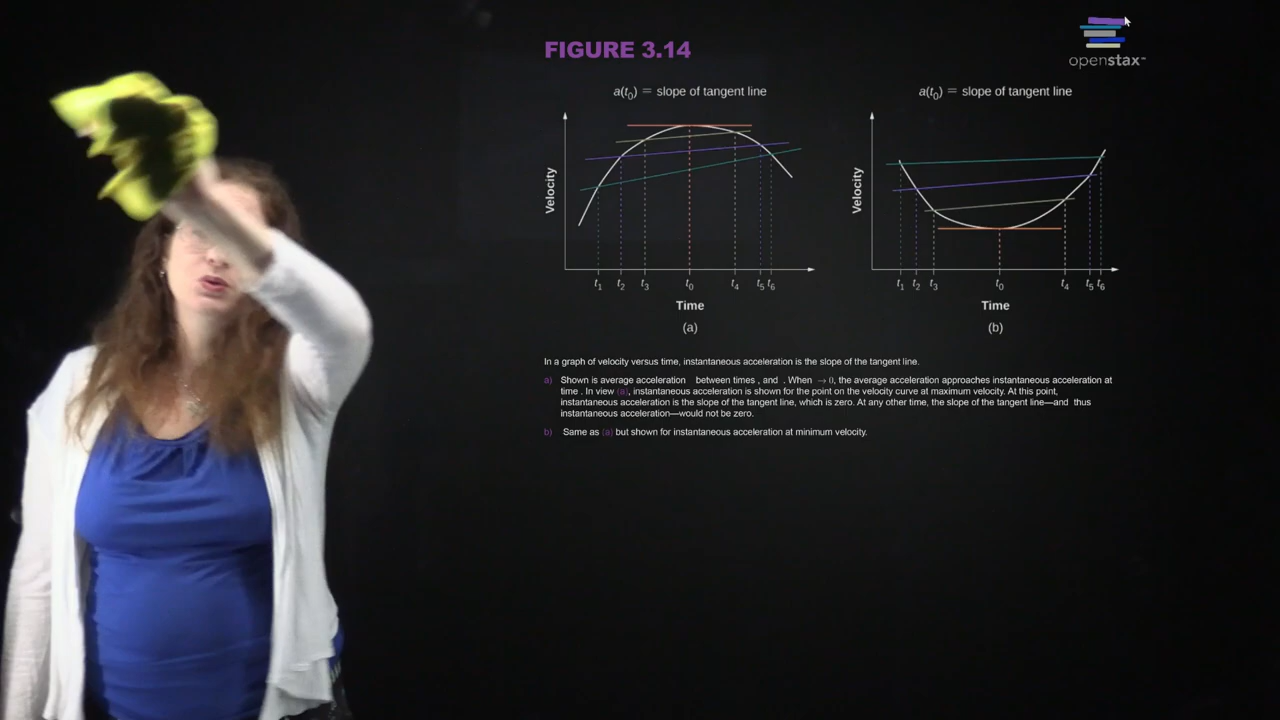 FIGURE 3.14
openstax™
a(t₀) = slope of tangent line
Velocity
t₁ t₂ t₃ t₀ t₄ t₅ t₆
Time
(a)
a(t₀) = slope of tangent line
Velocity
t₁ t₂ t₃ t₀ t₄ t₅ t₆
Time
(b)
In a graph of velocity versus time, instantaneous acceleration is the slope of the tangent line.
a) Shown is average acceleration between times , and . When → 0, the average acceleration approaches instantaneous acceleration at
time . In view (a), instantaneous acceleration is shown for the point on the velocity curve at maximum velocity. At this point,
instantaneous acceleration is the slope of the tangent line, which is zero. At any other time, the slope of the tangent line—and thus
instantaneous acceleration—would not be zero.
b) Same as (a) but shown for instantaneous acceleration at minimum velocity.